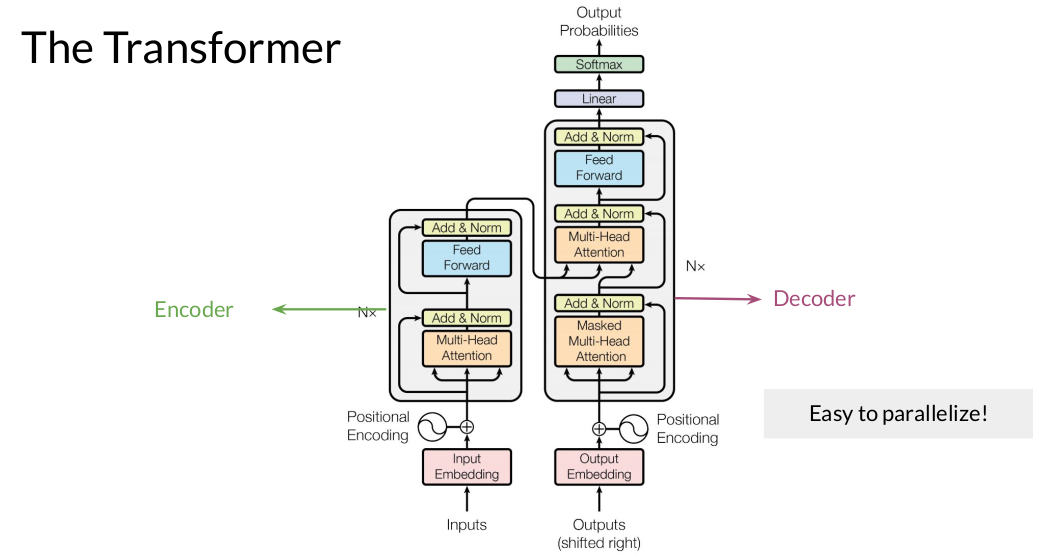 The Transformer
Output
Probabilities
Softmax
Linear
Add & Norm
Feed
Forward
Add & Norm
Multi-Head
Attention
Add & Norm
Masked
Multi-Head
Attention
Nx
Decoder
Add & Norm
Feed
Forward
Add & Norm
Multi-Head
Attention
Nx
Encoder
Positional
Encoding
Positional
Encoding
Input
Embedding
Output
Embedding
Inputs
Outputs
(shifted right)
Easy to parallelize!